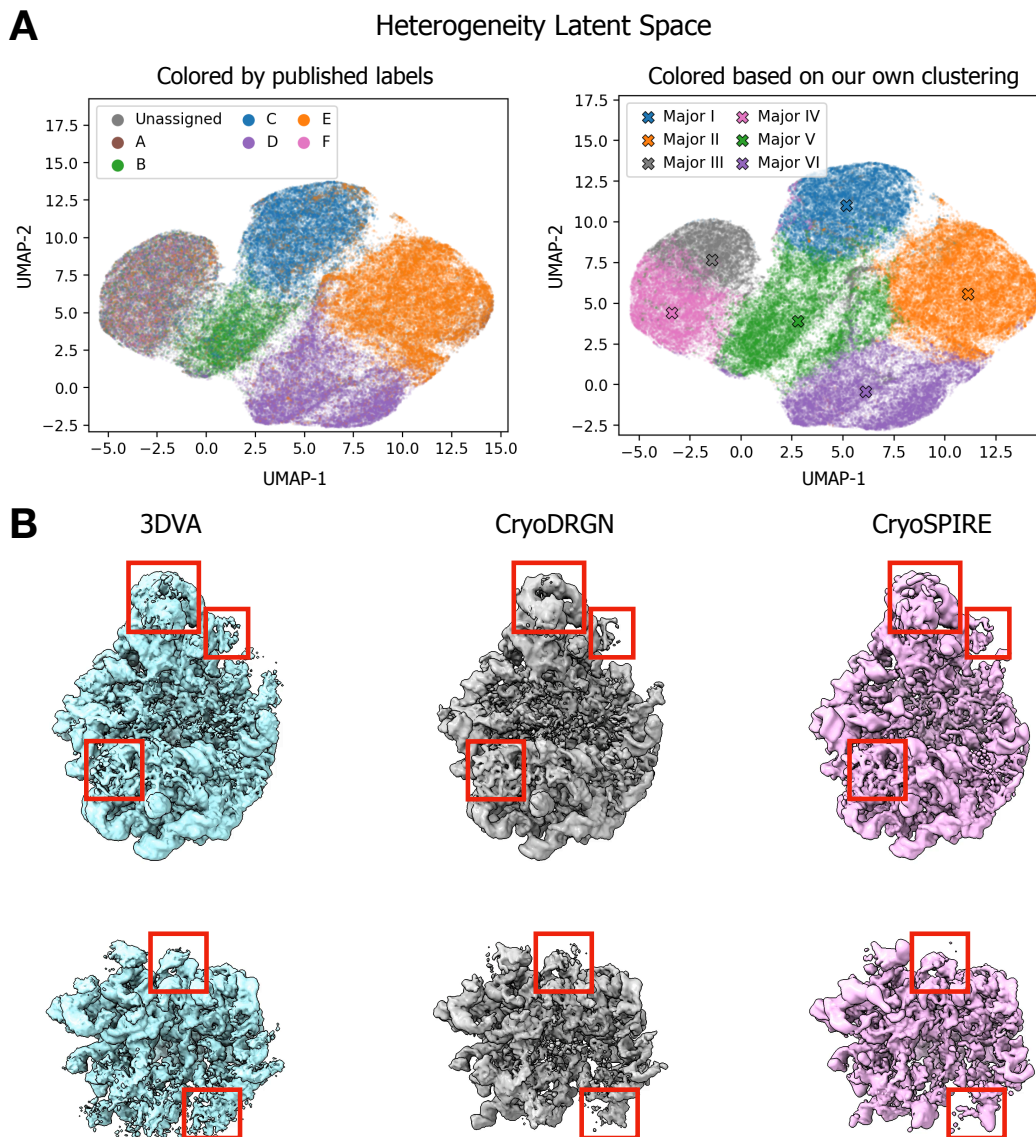 A
Heterogeneity Latent Space
Colored by published labels
Unassigned
A
B
C
D
E
F
17.5
15.0
12.5
10.0
7.5
5.0
2.5
0.0
−2.5
UMAP-2
−5.0 −2.5 0.0 2.5 5.0 7.5 10.0 12.5 15.0
UMAP-1
Colored based on our own clustering
Major I
Major II
Major III
Major IV
Major V
Major VI
17.5
15.0
12.5
10.0
7.5
5.0
2.5
0.0
−2.5
UMAP-2
−5.0 −2.5 0.0 2.5 5.0 7.5 10.0 12.5
UMAP-1
B
3DVA CryoDRGN CryoSPIRE